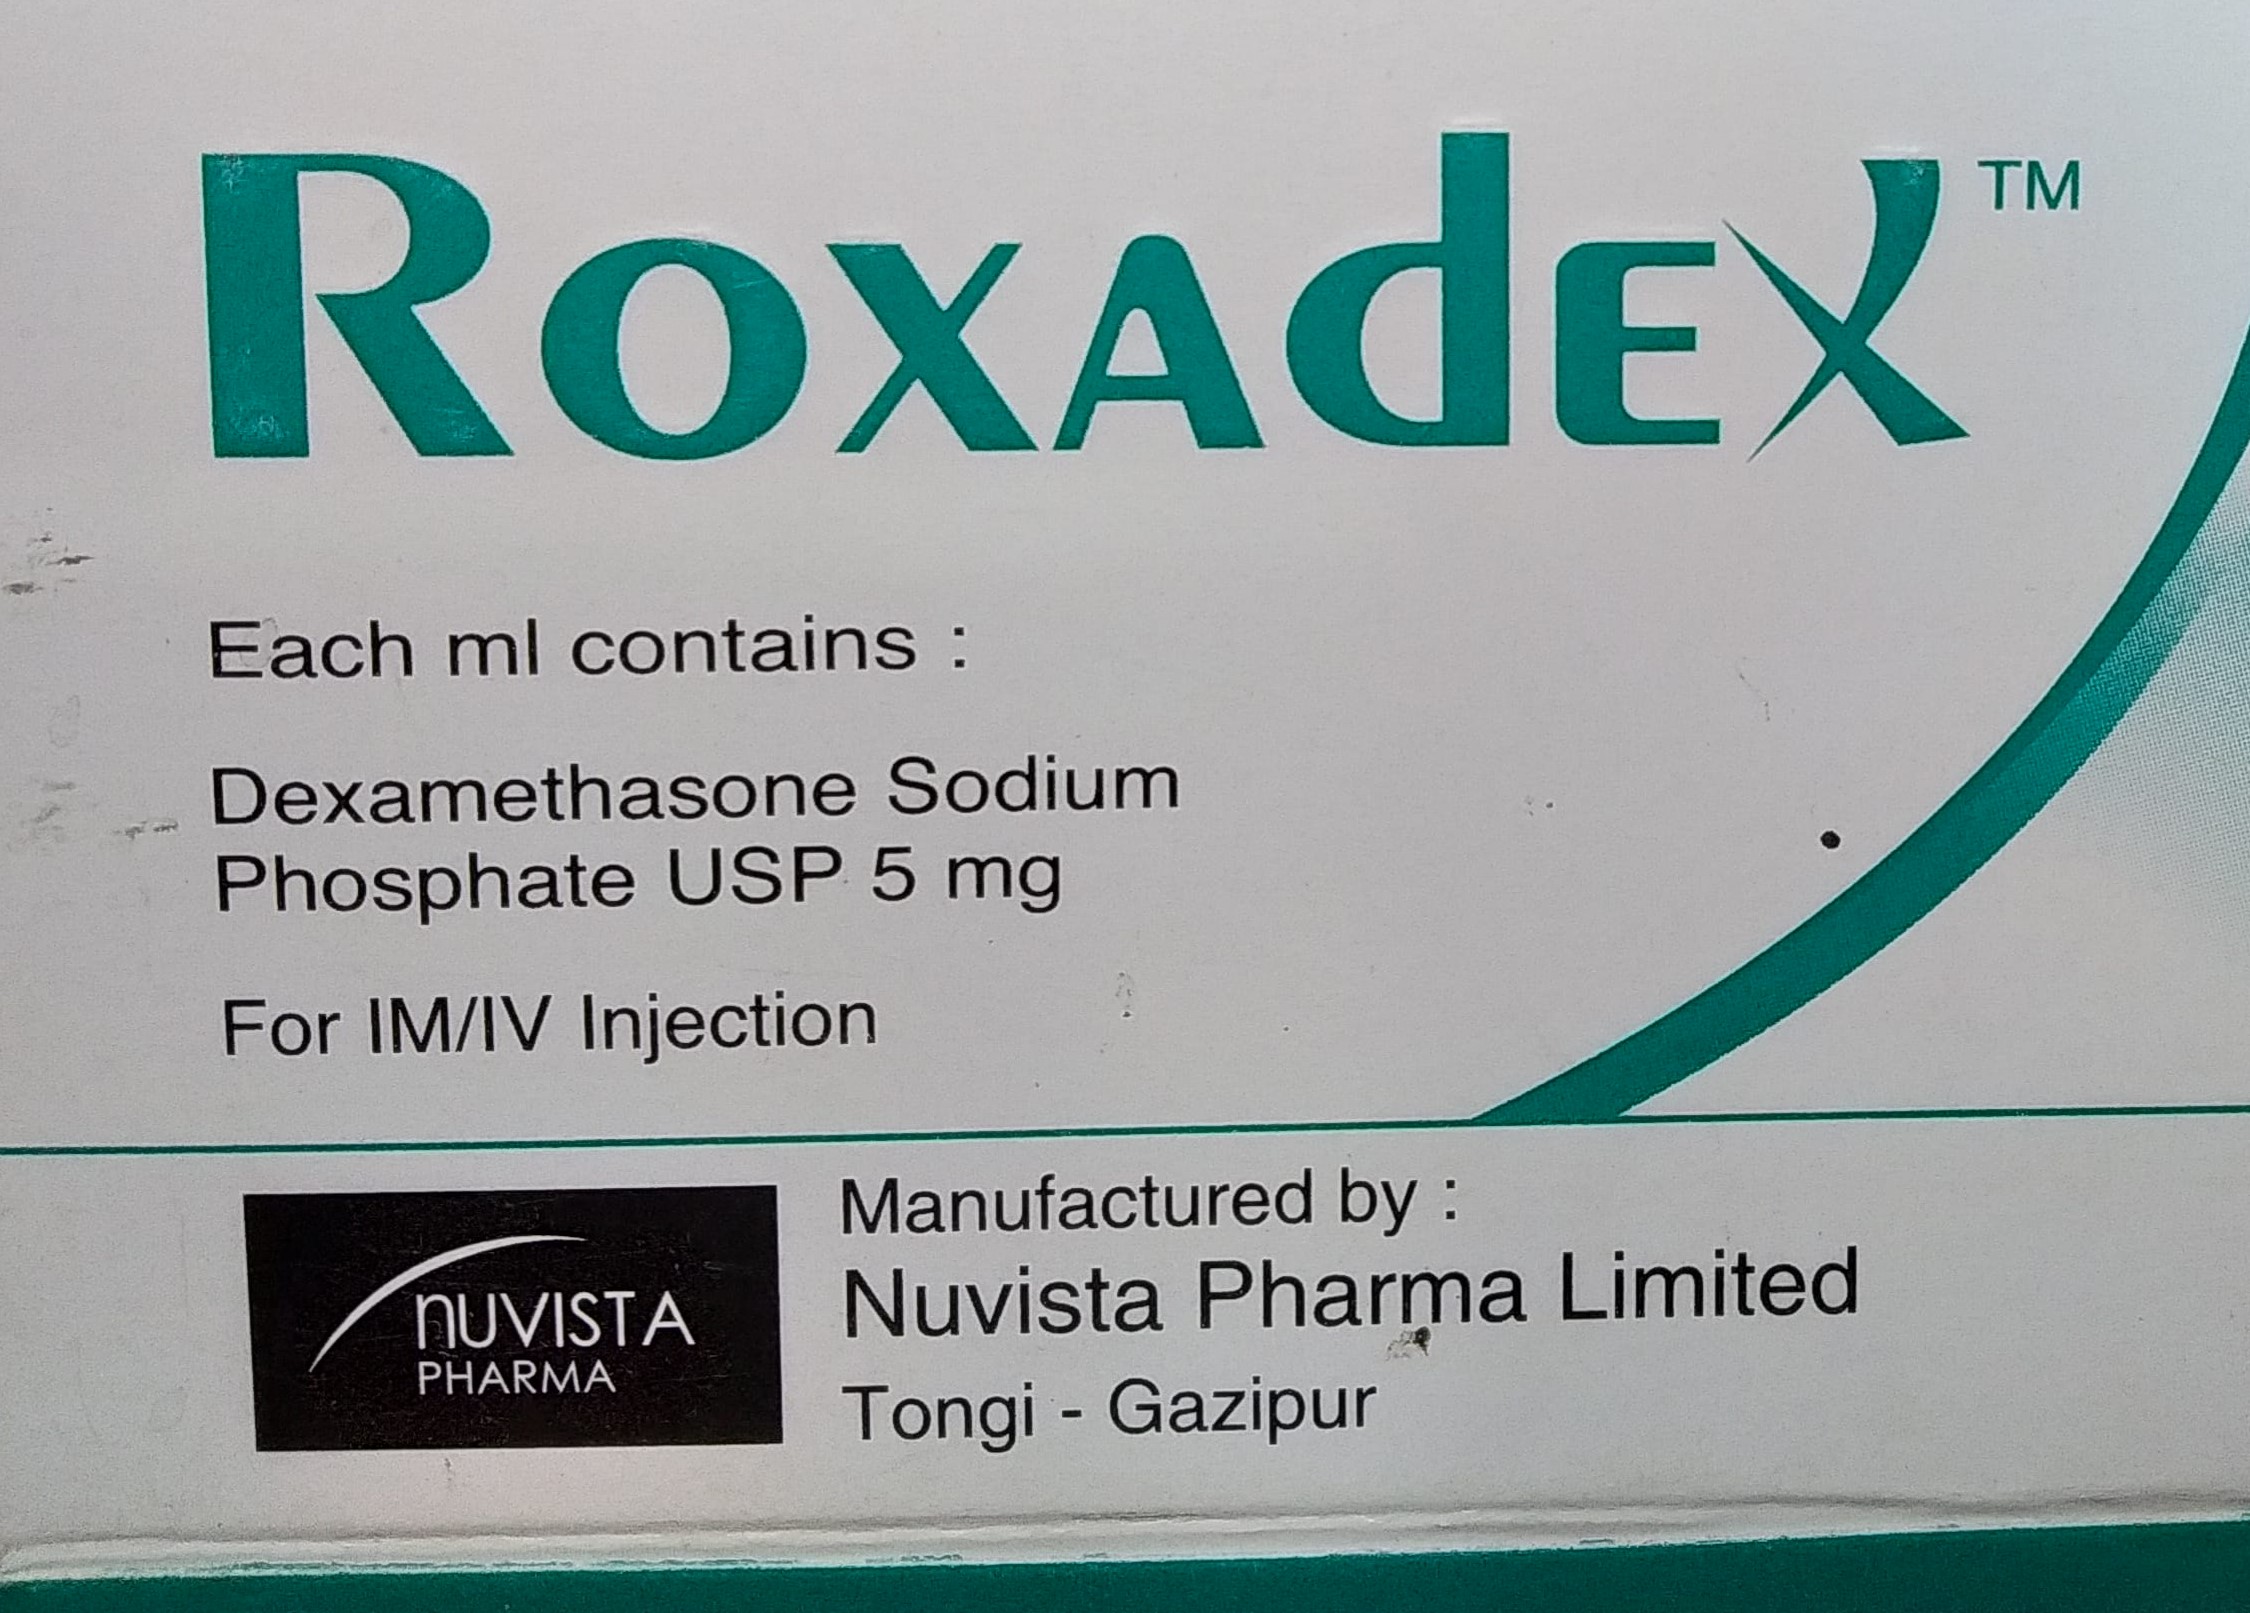 ROXAdEX™
Each ml contains :
Dexamethasone Sodium
Phosphate USP 5 mg
For IM/IV Injection
nUVISTA
PHARMA
Manufactured by :
Nuvista Pharma Limited
Tongi - Gazipur